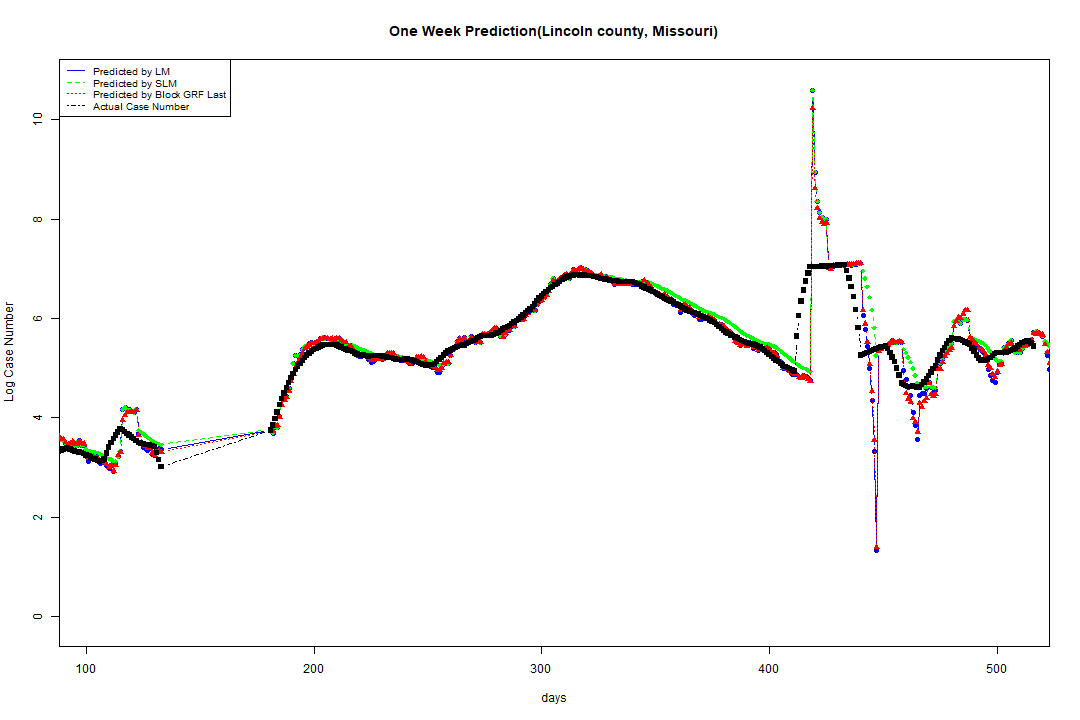 One Week Prediction(Lincoln county, Missouri)
Predicted by LM
Predicted by SLM
Predicted by Block GRF Last
Actual Case Number
Log Case Number
10
8
6
4
2
0
100 200 300 400 500
days